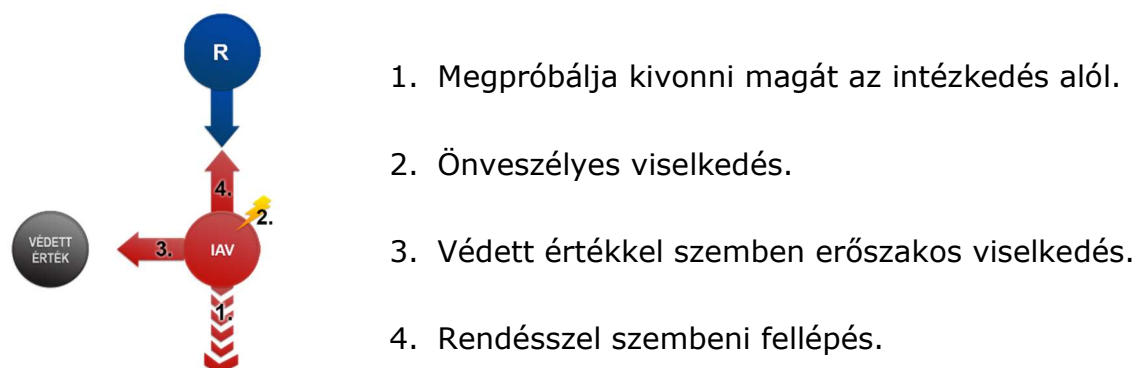 R
1. Megpróbálja kivonni magát az intézkedés alól.
2. Önveszélyes viselkedés.
4.
2.
VÉDETT
ÉRTÉK
3.
IAV
3. Védett értékkel szemben erőszakos viselkedés.
1.
4. Rendésszel szembeni fellépés.